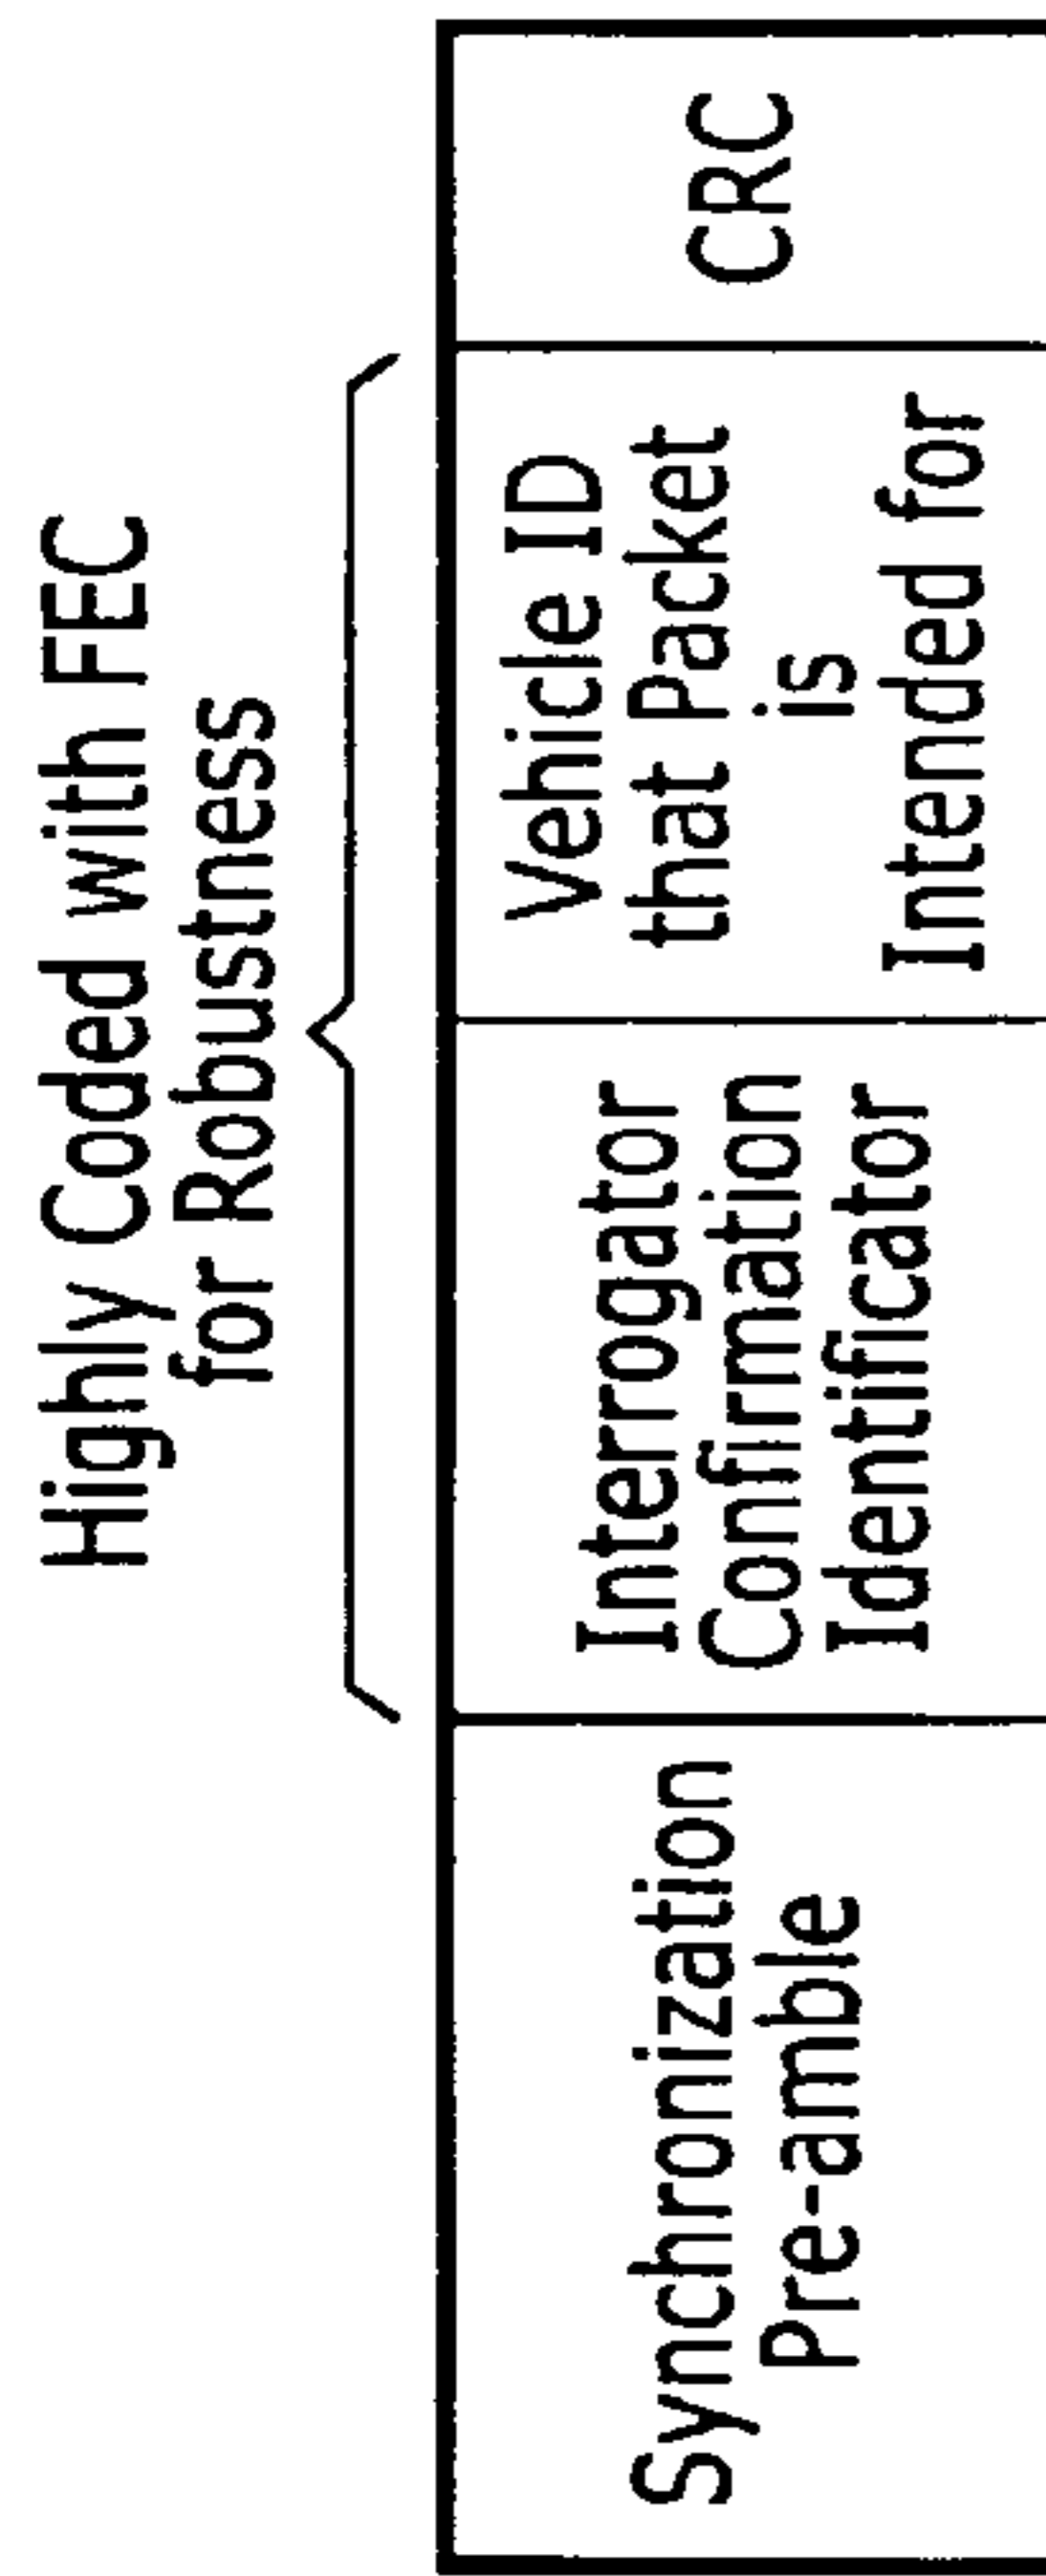 Highly Coded with FEC
for Robustness
Synchronization
Pre-amble
Interrogator
Confirmation
Identificator
Vehicle ID
that Packet
is
Intended for
CRC